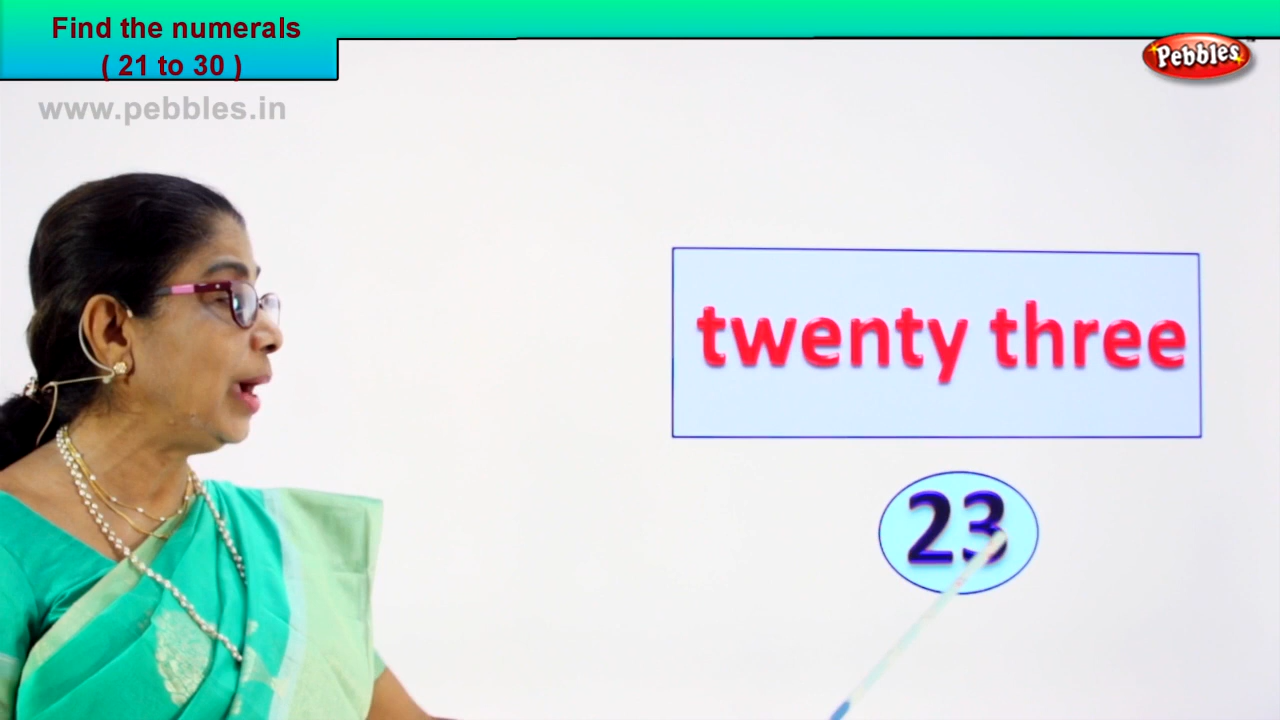 Find the numerals
( 21 to 30 )
Pebbles
www.pebbles.in
twenty three
23